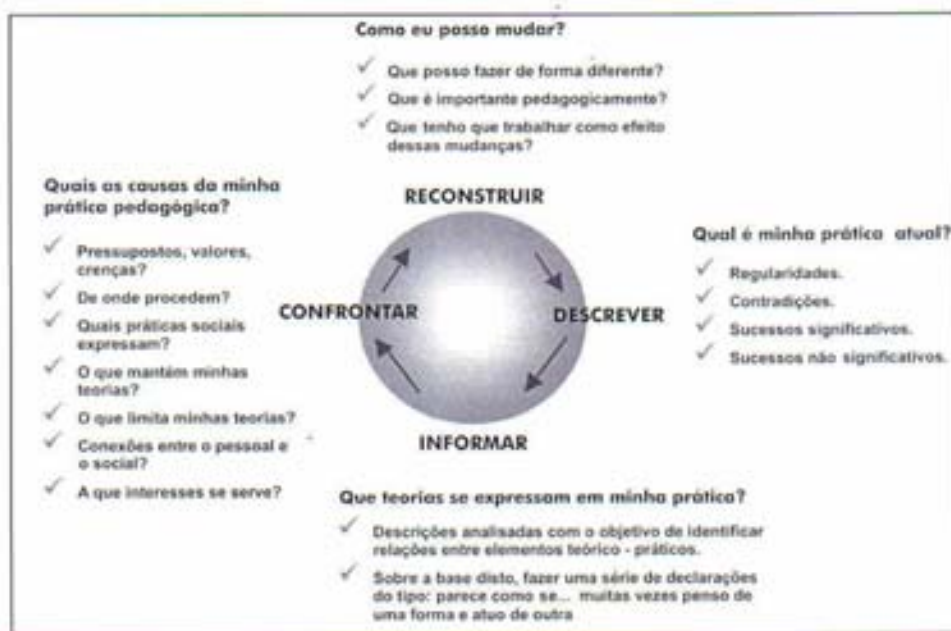 Como eu posso mudar?
✓ Que posso fazer de forma diferente?
✓ Que é importante pedagogicamente?
✓ Que tenho que trabalhar como efeito
dessas mudanças?
Quais as causas da minha
prática pedagógica?
✓ Pressupostos, valores,
crenças?
✓ De onde procedem?
✓ Quais práticas sociais
expressam?
✓ O que mantém minhas
teorias?
✓ O que limita minhas teorias?
✓ Conexões entre o pessoal e
o social?
✓ A que interesses se serve?
RECONSTRUIR
CONFRONTAR
DESCREVER
INFORMAR
Qual é minha prática atual?
✓ Regularidades.
✓ Contradições.
✓ Sucessos significativos.
✓ Sucessos não significativos.
Que teorias se expressam em minha prática?
✓ Descrições analisadas com o objetivo de identificar
relações entre elementos teórico - práticos.
✓ Sobre a base disto, fazer uma série de declarações
do tipo: parece como se... muitas vezes penso de
uma forma e atuo de outra